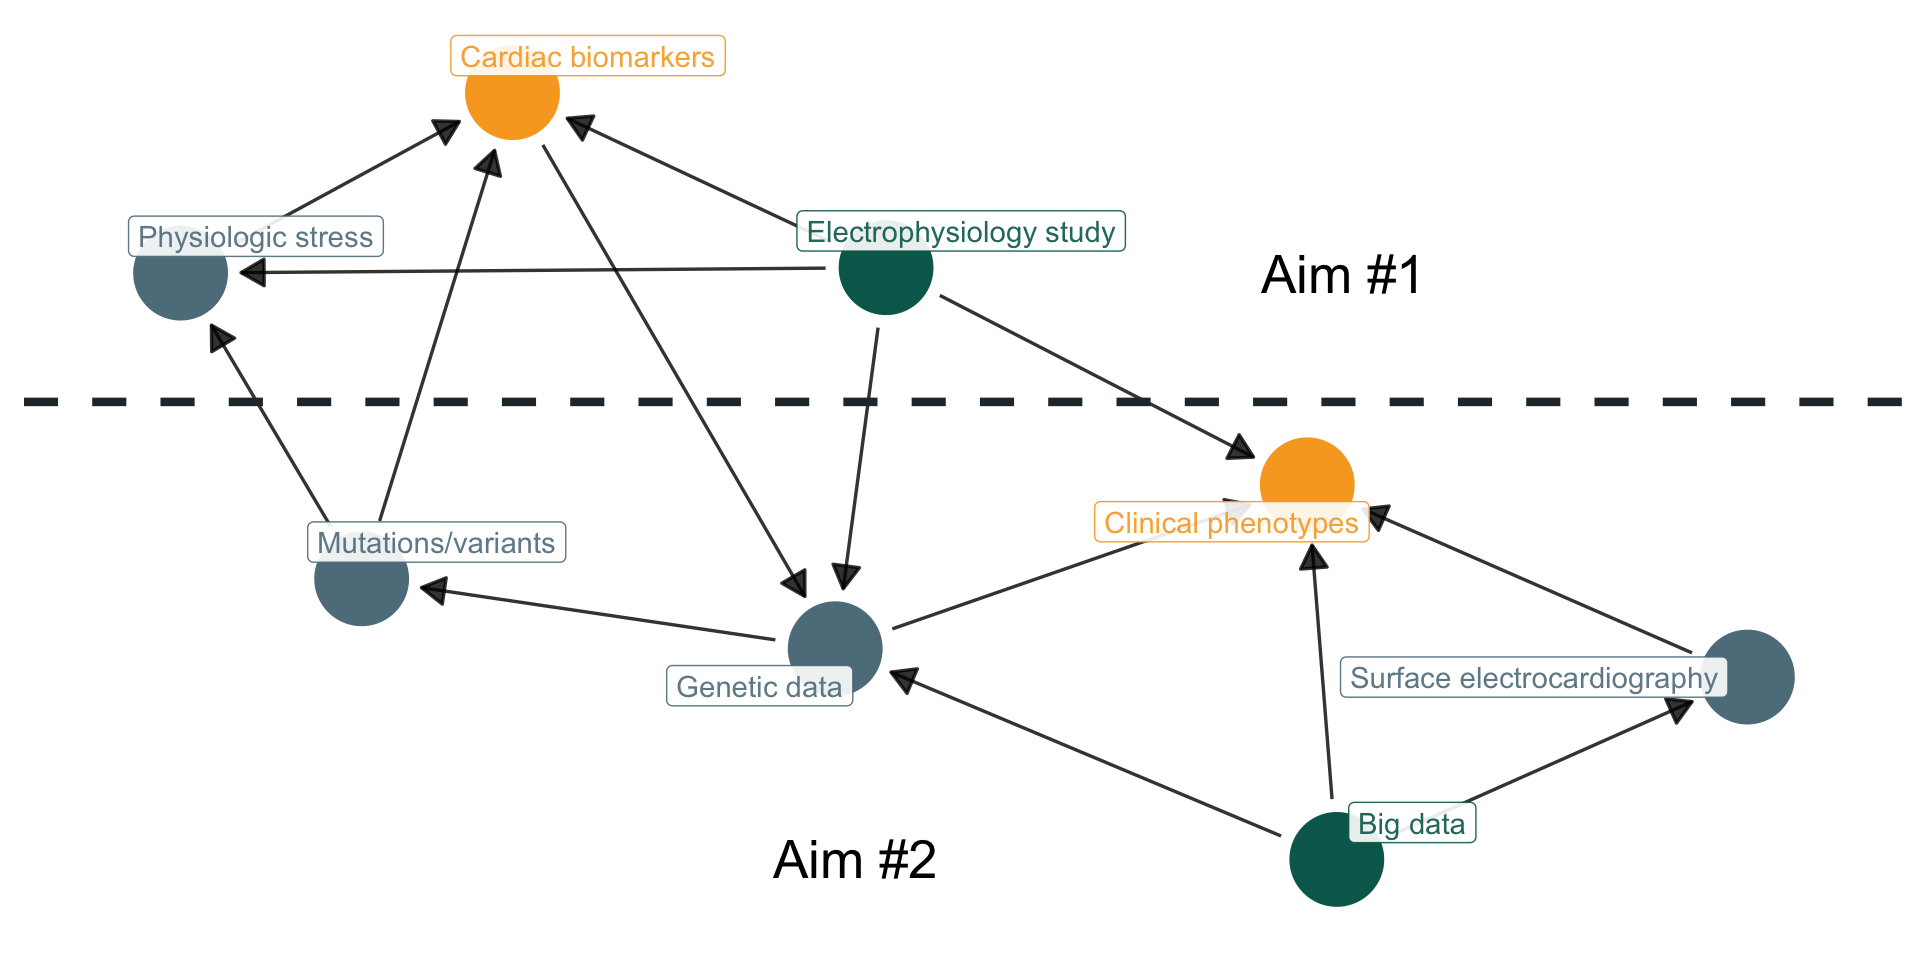 Cardiac biomarkers
Physiologic stress
Electrophysiology study
Aim #1
Clinical phenotypes
Mutations/variants
Genetic data
Surface electrocardiography
Big data
Aim #2